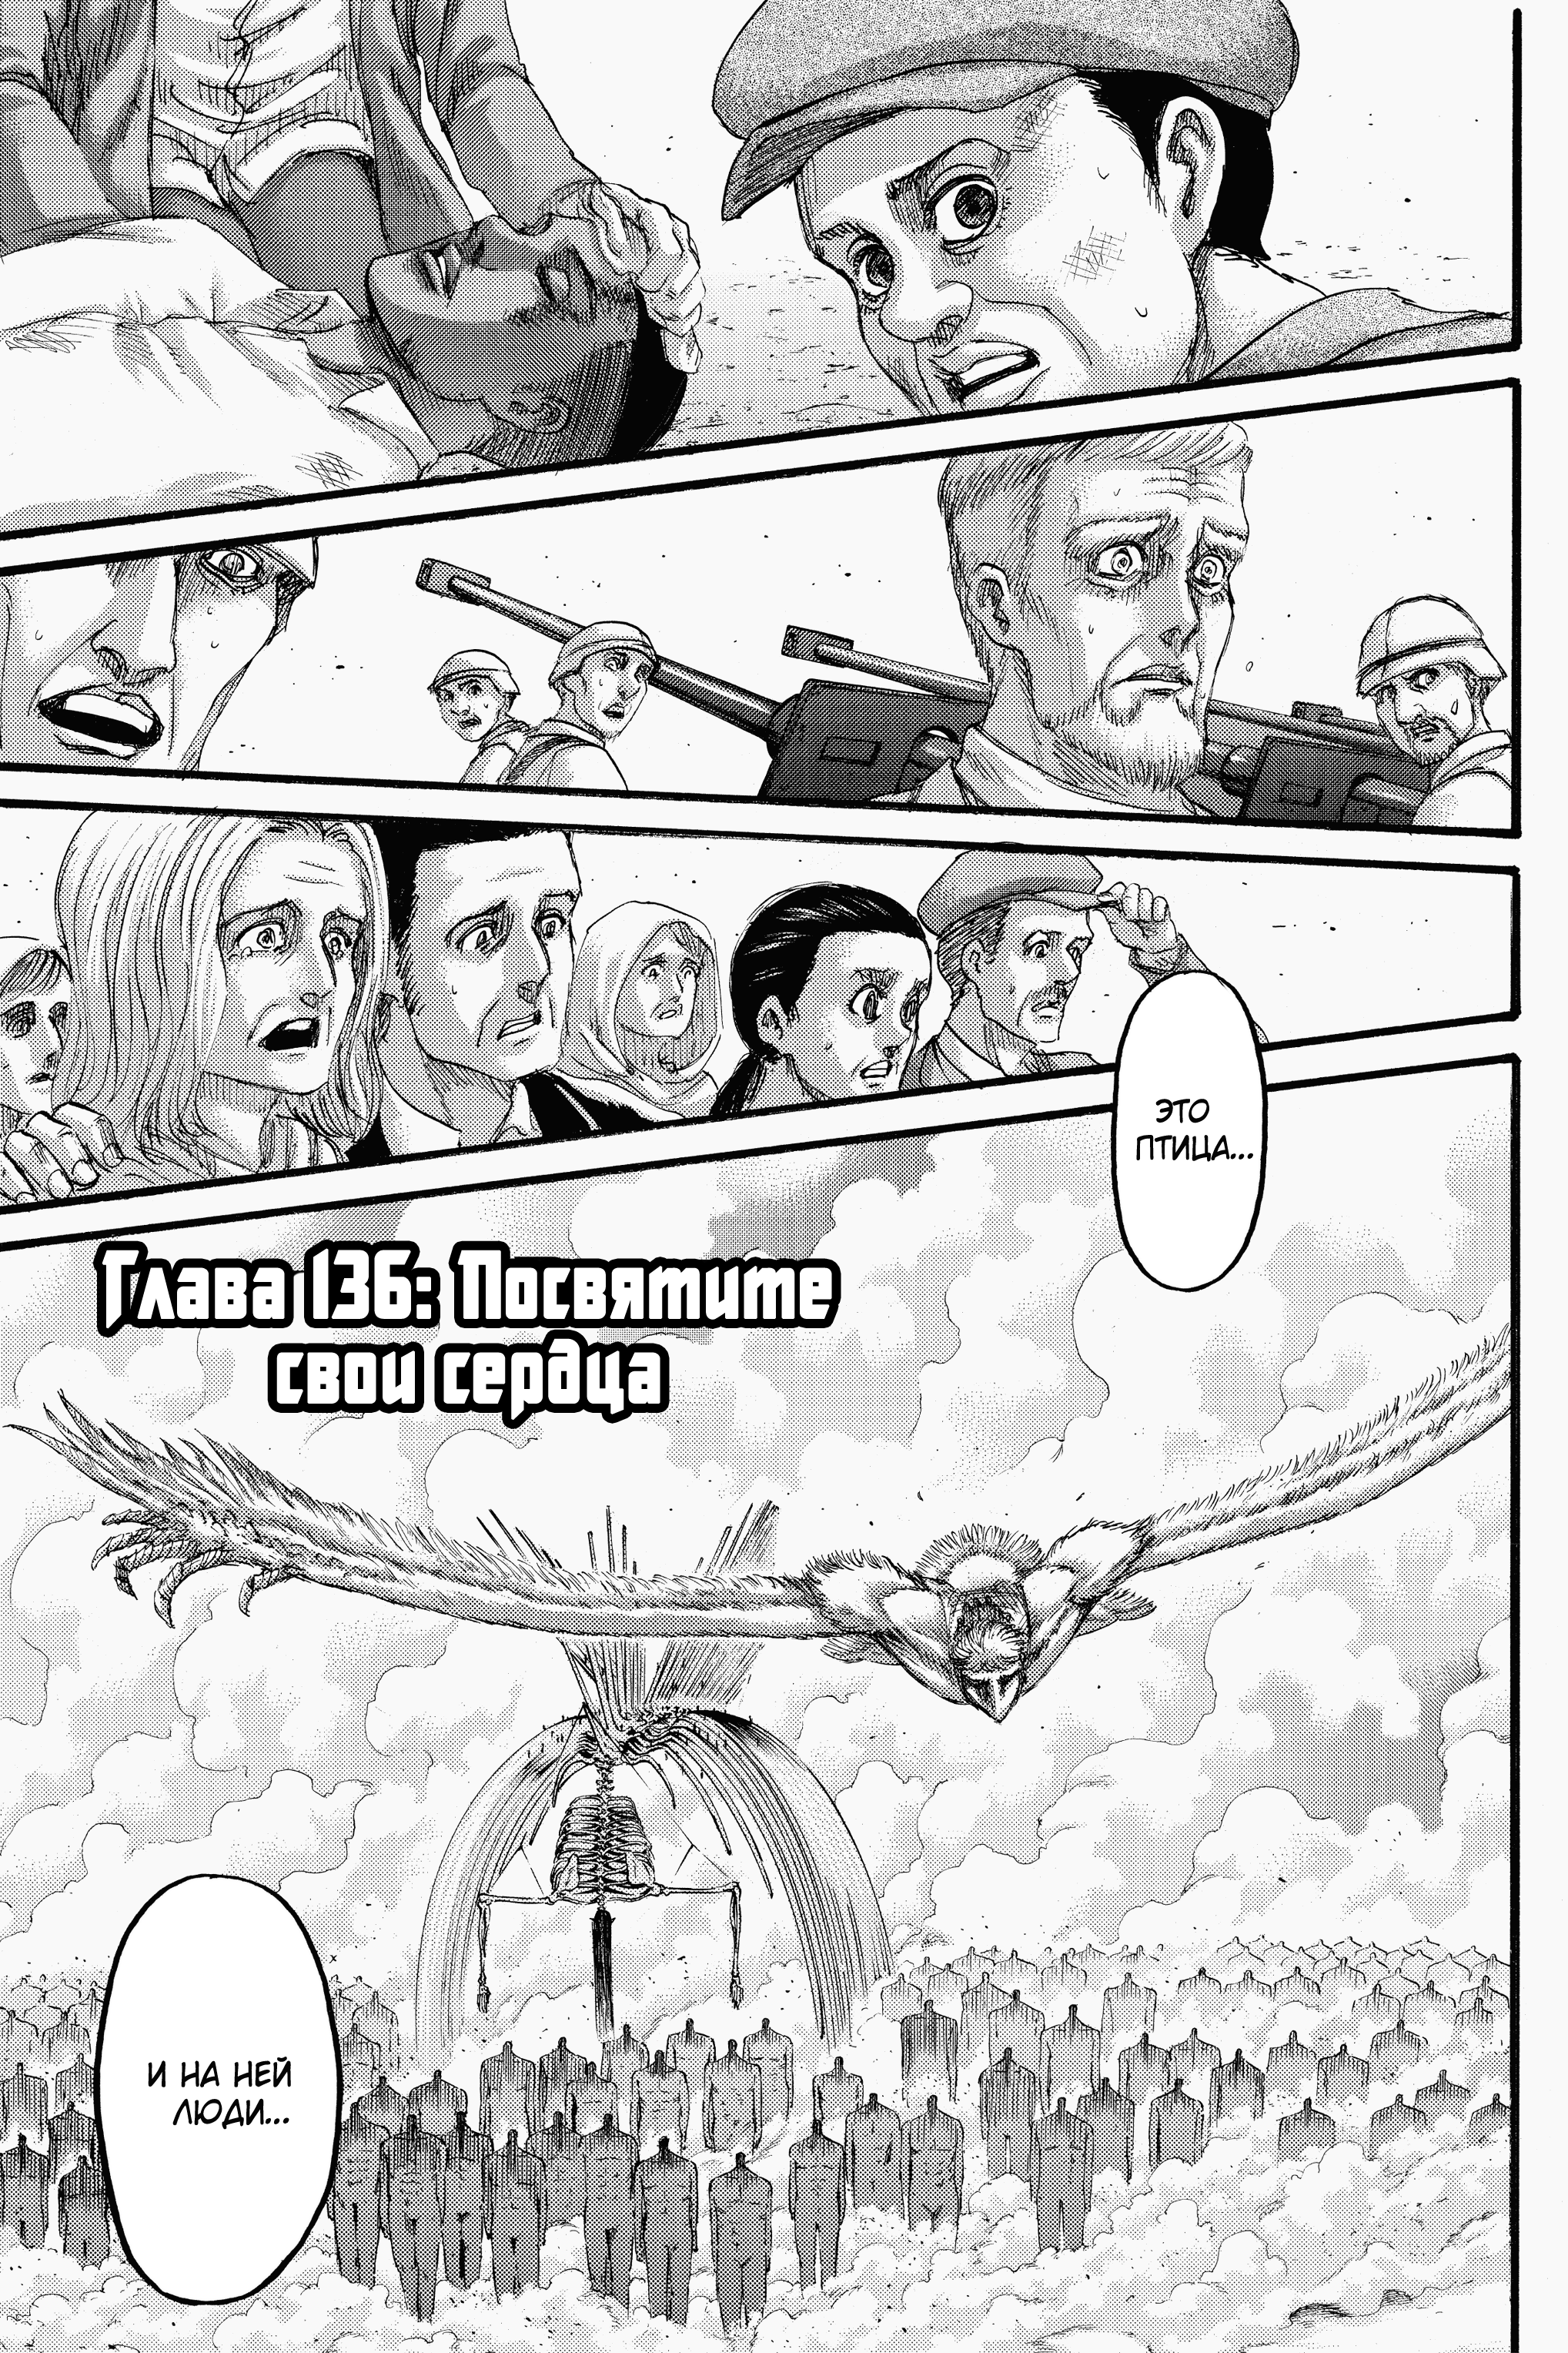 ЭТО
ПТИЦА...
Глава 136: Посвятите
свои сердца
И НА НЕЙ
ЛЮДИ...